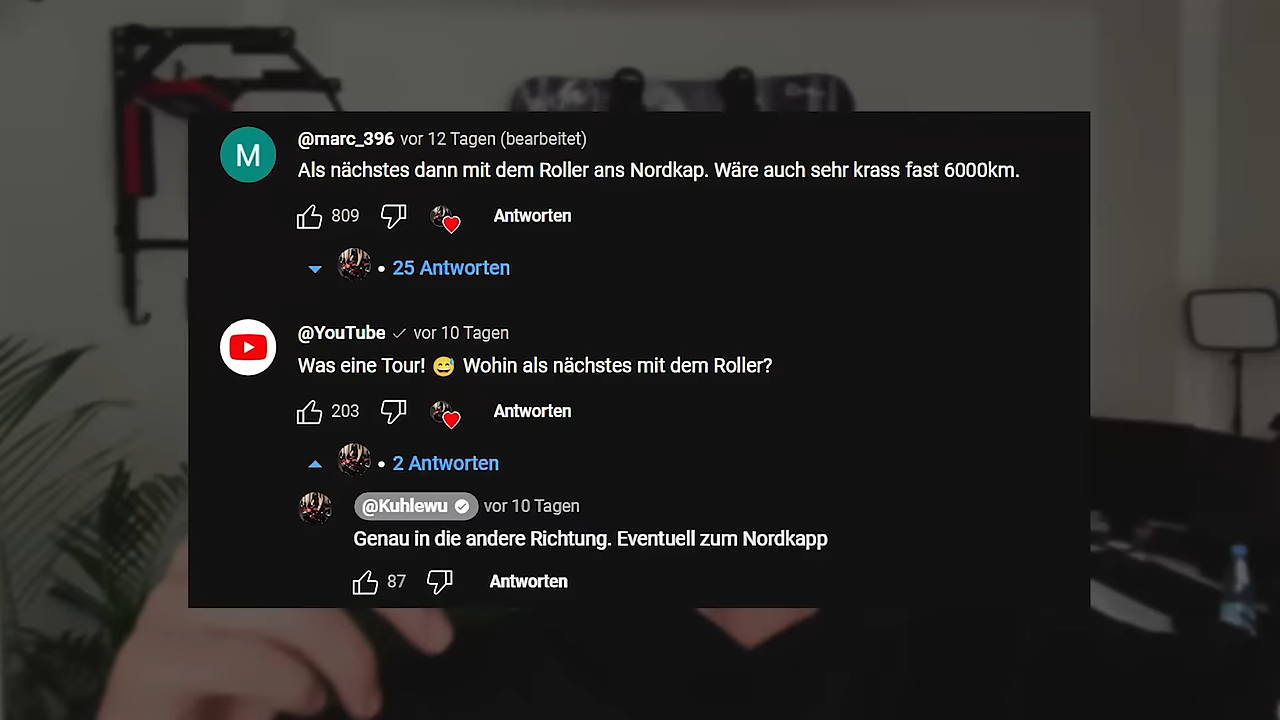 M
@marc_396 vor 12 Tagen (bearbeitet)
Als nächstes dann mit dem Roller ans Nordkap. Wäre auch sehr krass fast 6000km.
809 Antworten
• 25 Antworten
@YouTube vor 10 Tagen
Was eine Tour! 😅 Wohin als nächstes mit dem Roller?
203 Antworten
• 2 Antworten
@Kuhlewu vor 10 Tagen
Genau in die andere Richtung. Eventuell zum Nordkapp
87 Antworten